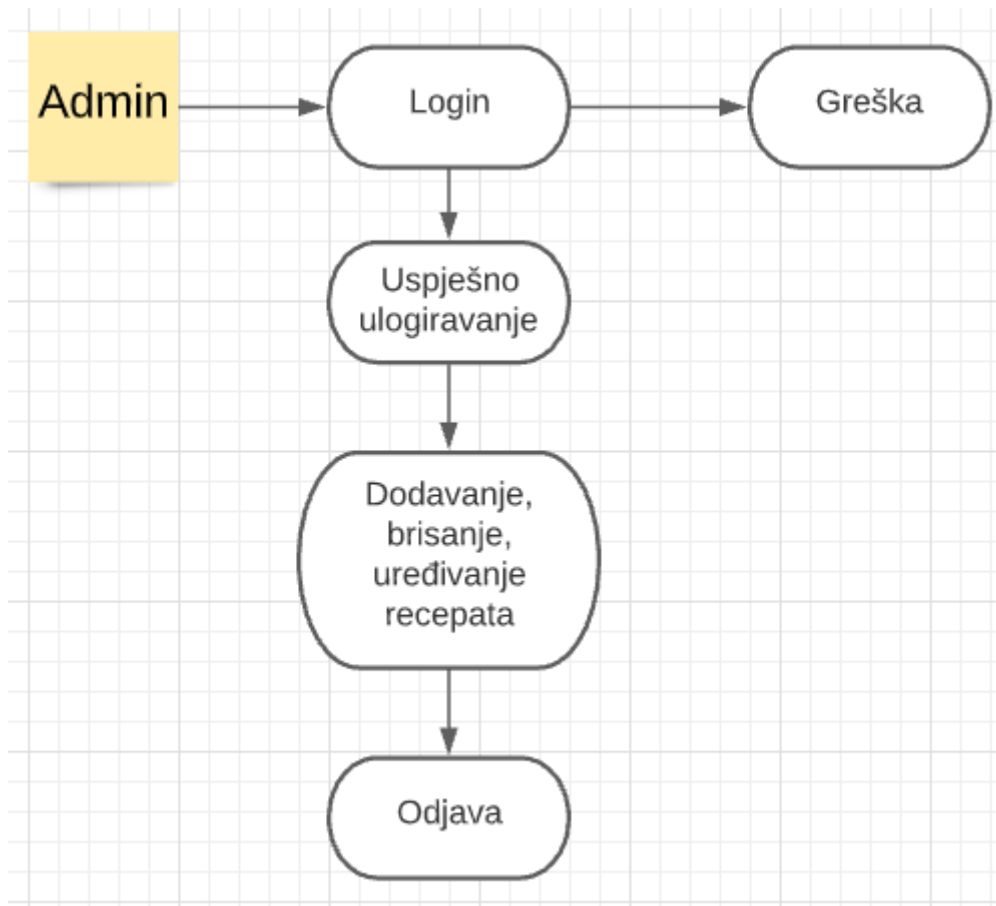 Admin
Login
Greška
Uspješno
ulogiravanje
Dodavanje,
brisanje,
uređivanje
recepata
Odjava